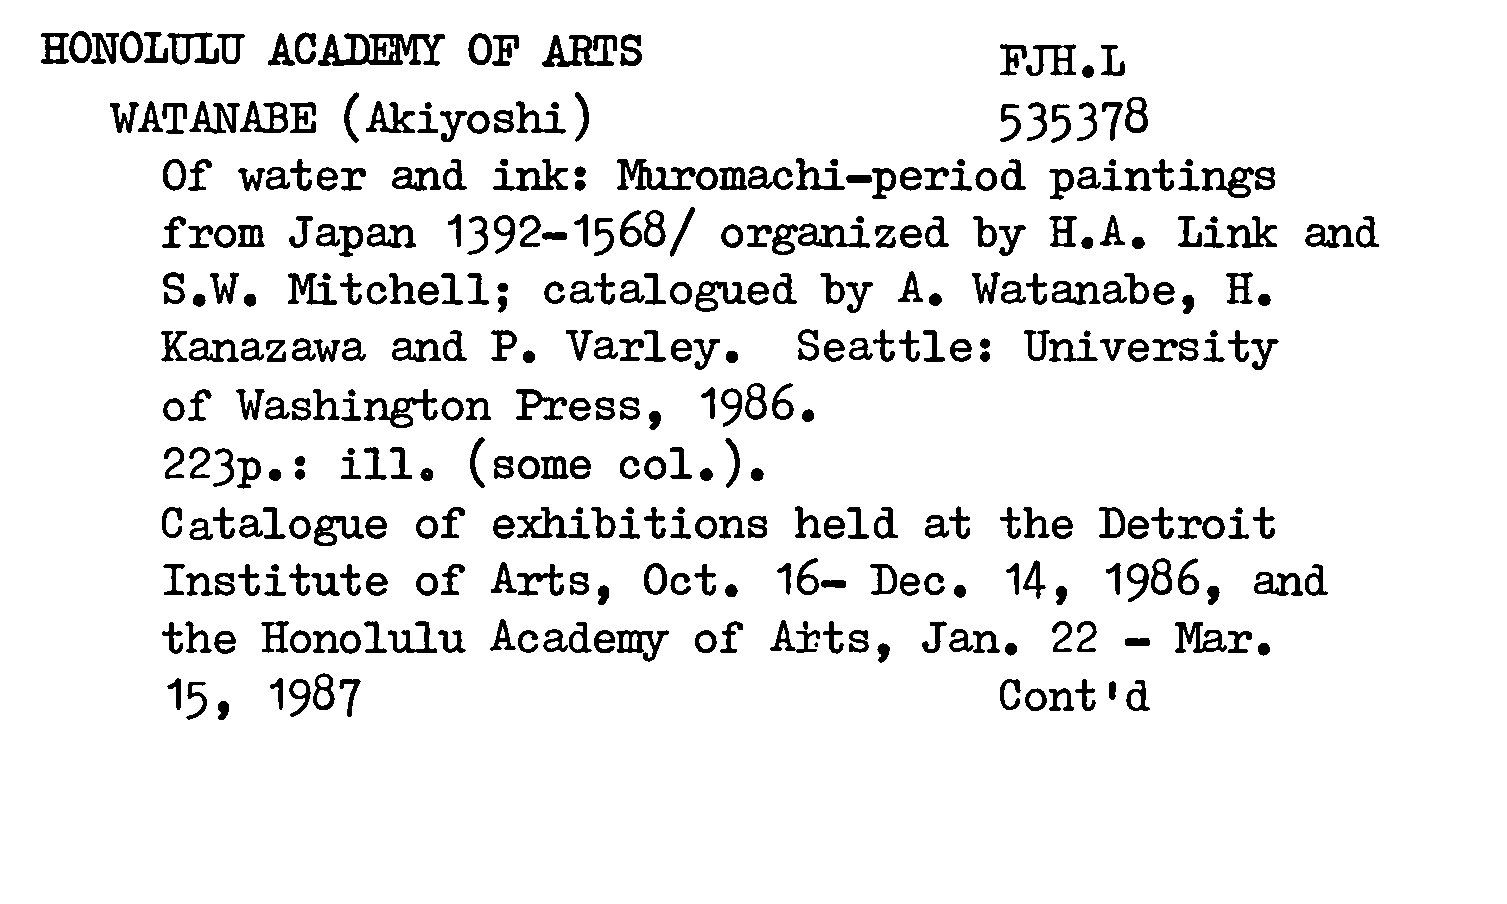 HONOLULU ACADEMY OF ARTS
FJH.L
WATANABE (Akiyoshi)
535378
Of water and ink: Muromachi-period paintings
from Japan 1392-1568/ organized by H.A. Link and
S.W. Mitchell; catalogued by A. Watanabe, H.
Kanazawa and P. Varley. Seattle: University
of Washington Press, 1986.
223p.: ill. (some col.).
Catalogue of exhibitions held at the Detroit
Institute of Arts, Oct. 16- Dec. 14, 1986, and
the Honolulu Academy of Arts, Jan. 22 - Mar.
15, 1987
Cont'd